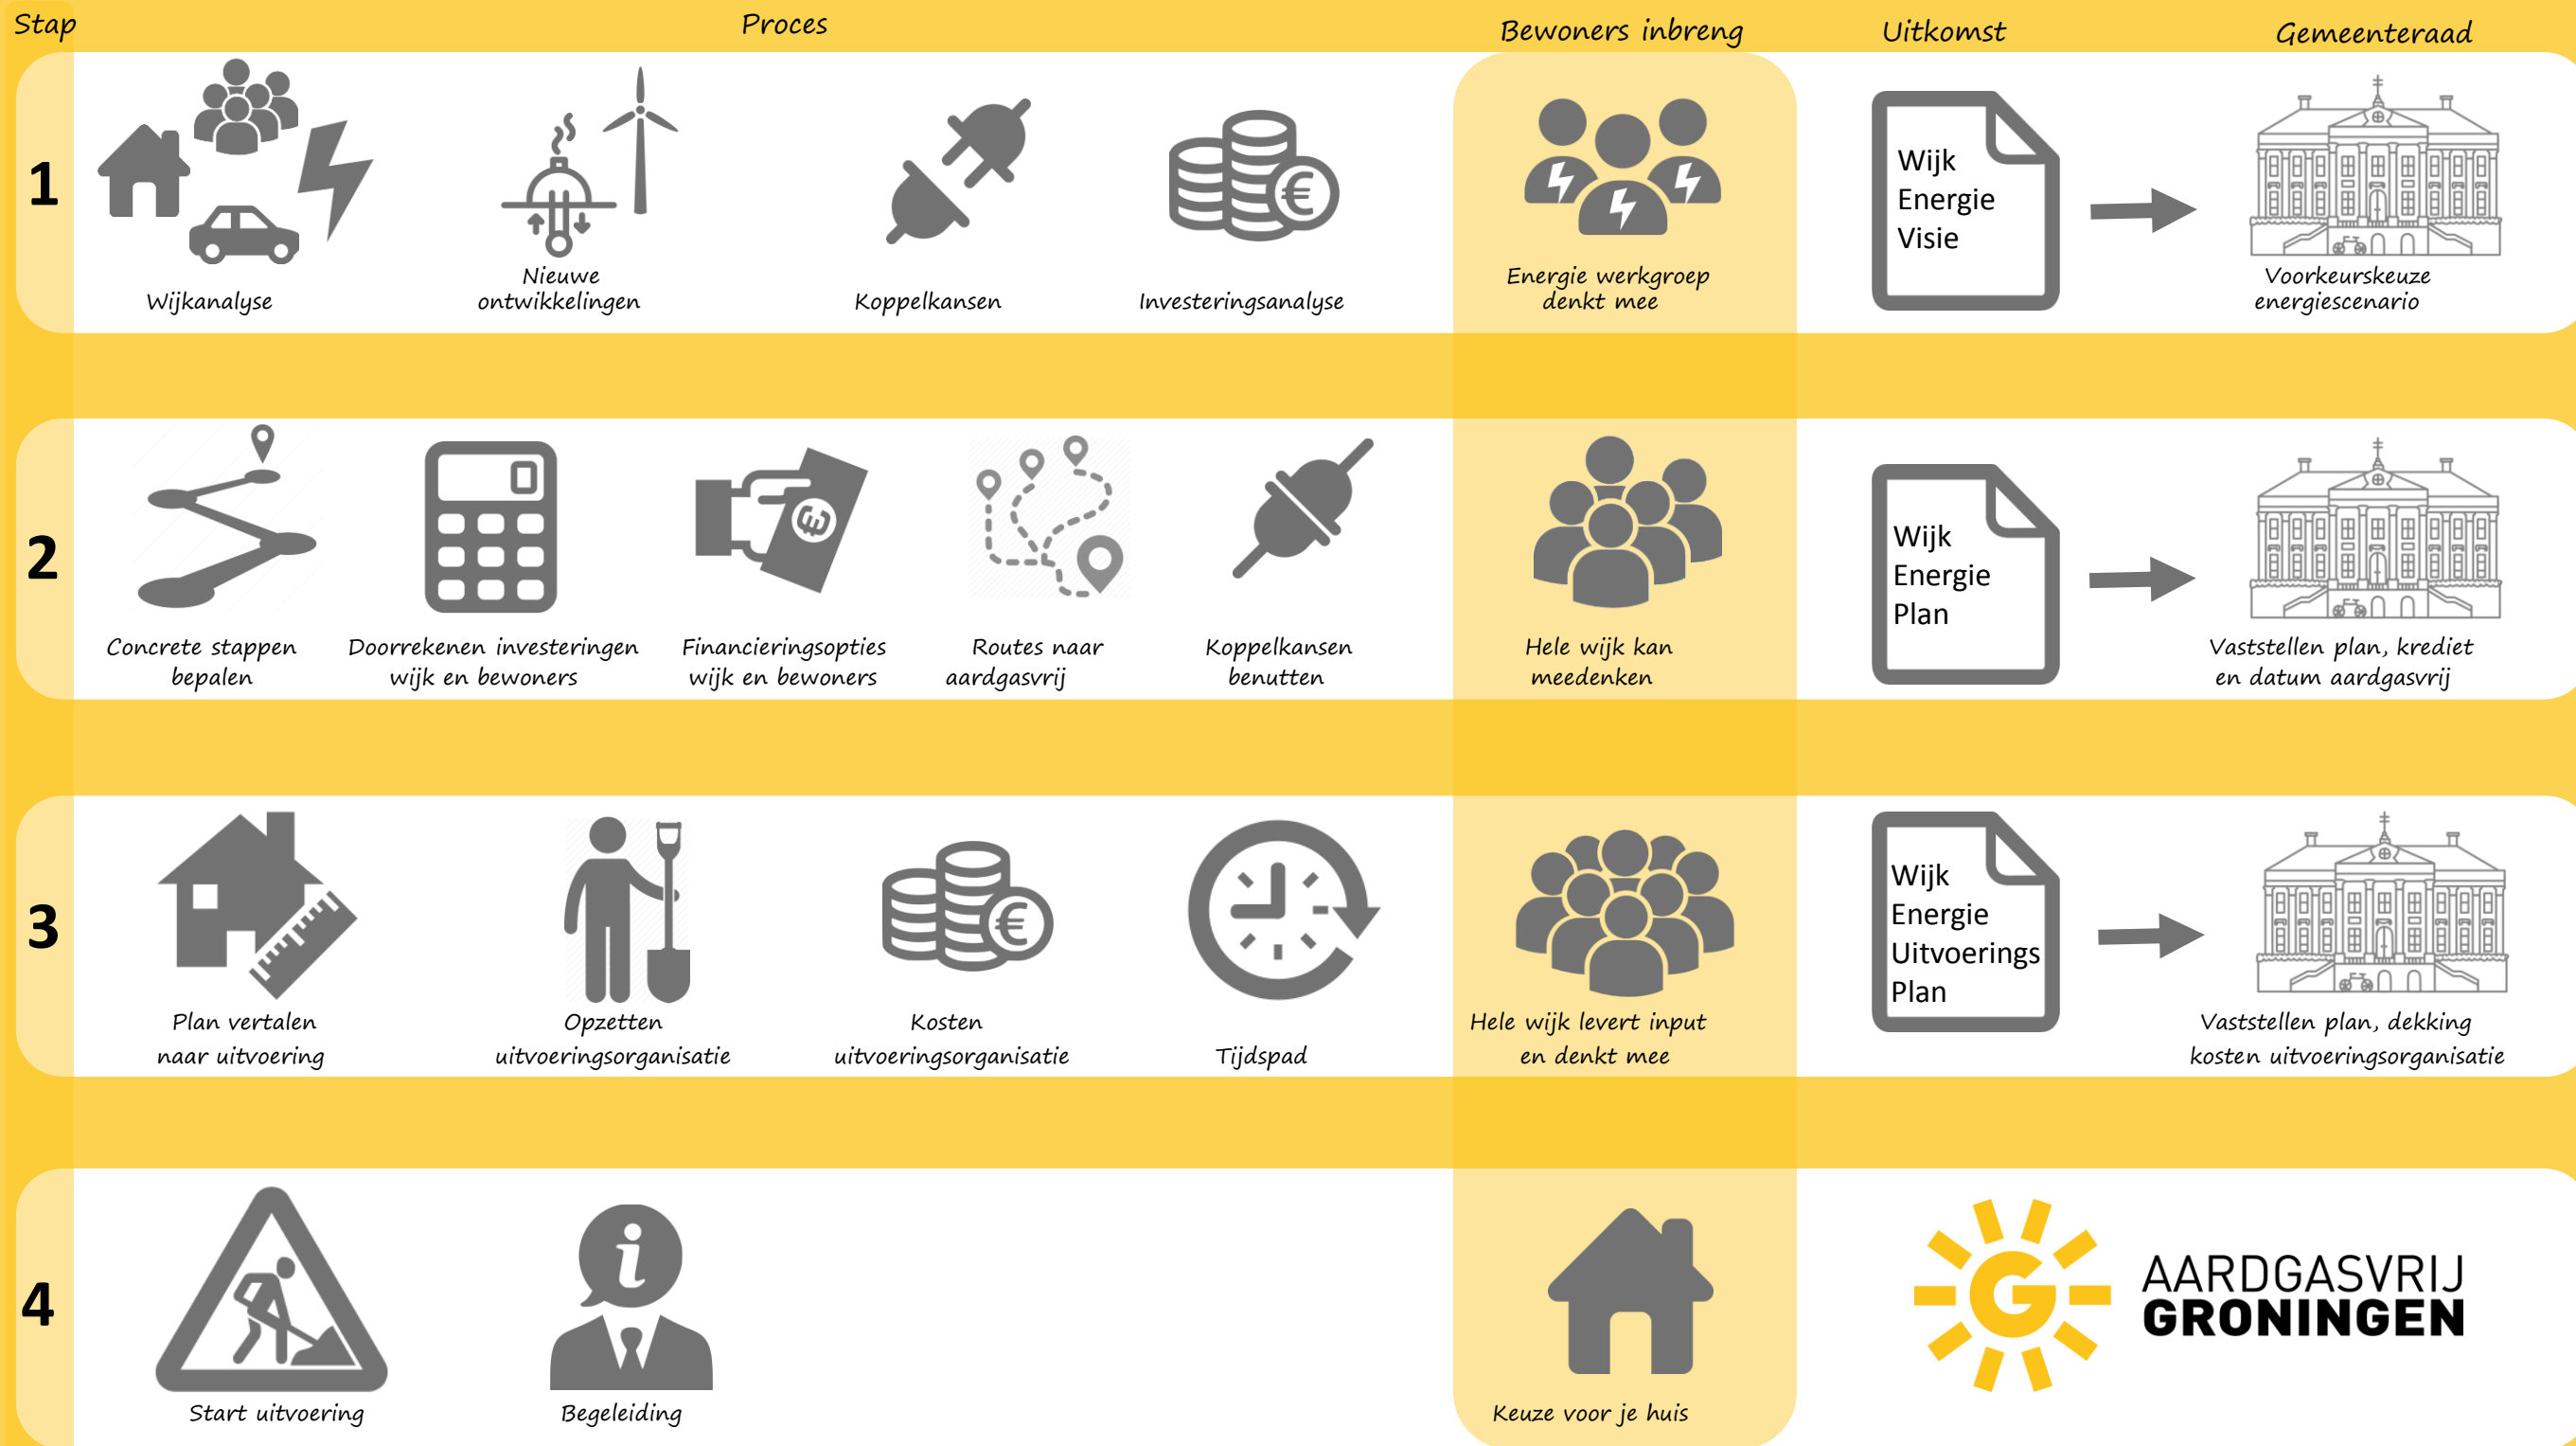 Stap
Proces
Bewoners inbreng
Uitkomst
Gemeenteraad
1
Wijkanalyse
Nieuwe
ontwikkelingen
Koppelkansen
€
Investeringsanalyse
Energie werkgroep
denkt mee
Wijk
Energie
Visie
Voorkeurskeuze
energiescenario
2
Concrete stappen
bepalen
0
Doorrekenen investeringen
wijk en bewoners
€
Financieringsopties
wijk en bewoners
Routes naar
aardgasvrij
Koppelkansen
benutten
Hele wijk kan
meedenken
Wijk
Energie
Plan
Vaststellen plan, krediet
en datum aardgasvrij
3
Plan vertalen
naar uitvoering
Opzetten
uitvoeringsorganisatie
€
Kosten
uitvoeringsorganisatie
Tijdspad
Hele wijk levert input
en denkt mee
Wijk
Energie
Uitvoerings
Plan
Vaststellen plan, dekking
kosten uitvoeringsorganisatie
4
Start uitvoering
i
Begeleiding
Keuze voor je huis
G
AARDGASVRIJ
GRONINGEN